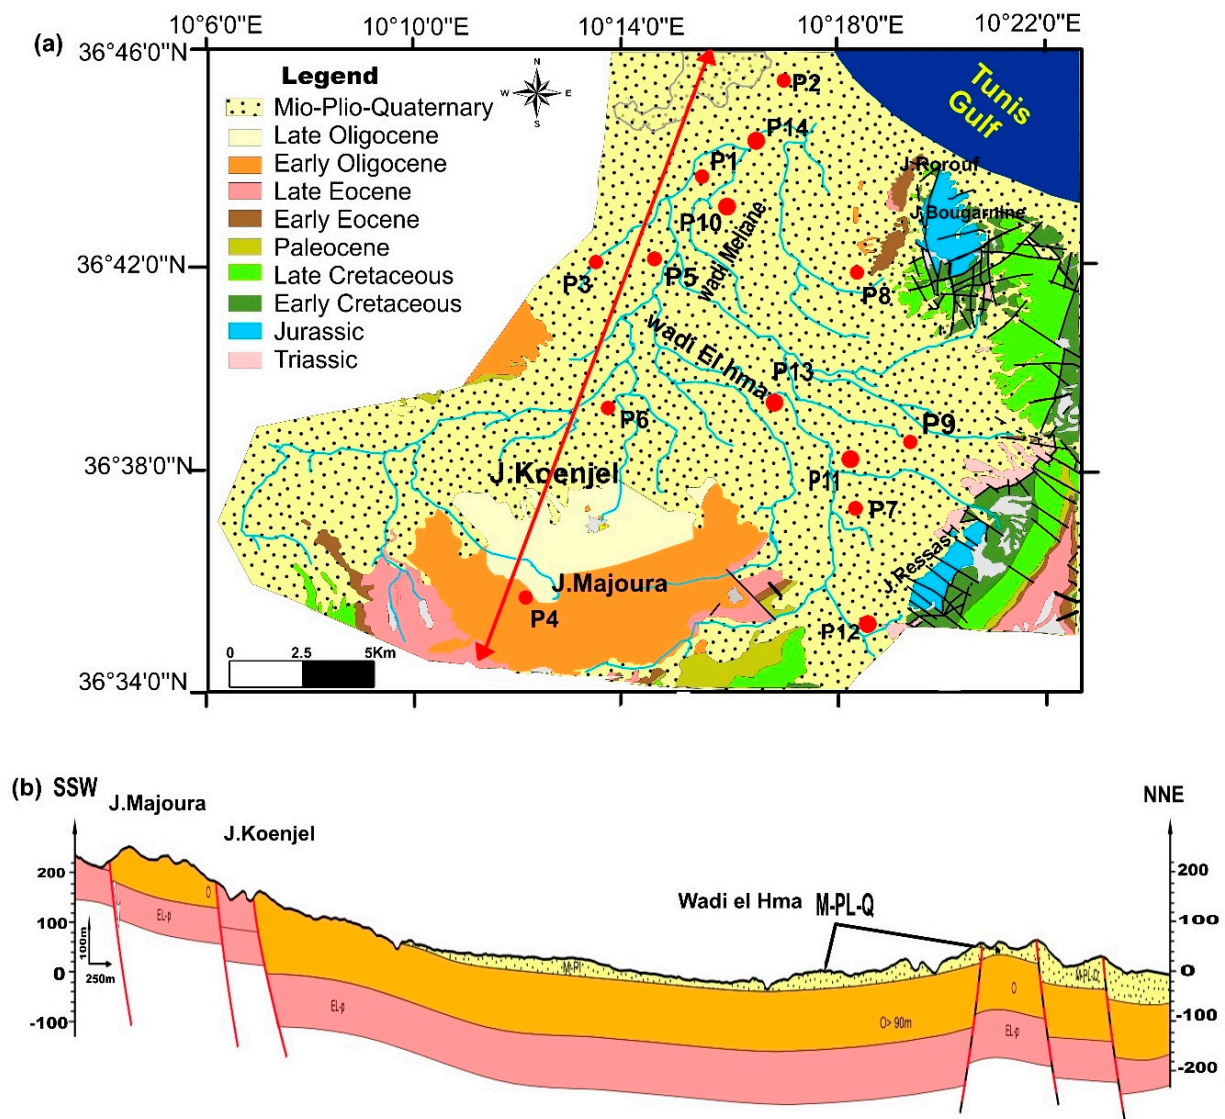 (a)
10°6'0"E 10°10'0"E 10°14'0"E 10°18'0"E 10°22'0"E
36°46'0"N
36°42'0"N
36°38'0"N
36°34'0"N
Legend
Mio-Plio-Quaternary
Late Oligocene
Early Oligocene
Late Eocene
Early Eocene
Paleocene
Late Cretaceous
Early Cretaceous
Jurassic
Triassic
N
W E
S
Tunis
Gulf
P2
P14
P1
J.Rorouf
P10
J.Bougarnine
wadi Meliane
P3
P5
P8
wadi El hma
P13
P6
P9
J.Koenjel
P11
P7
J.Ressas
J.Majoura
P4
P12
0 2.5 5Km
(b) SSW
NNE
J.Majoura
J.Koenjel
Wadi el Hma M-PL-Q
200
100
0
-100
200
100
0
-100
-200
100m
250m
O
EL-p
EL-p
M-Pl
O> 90m
O
EL-p
M-PL-Q